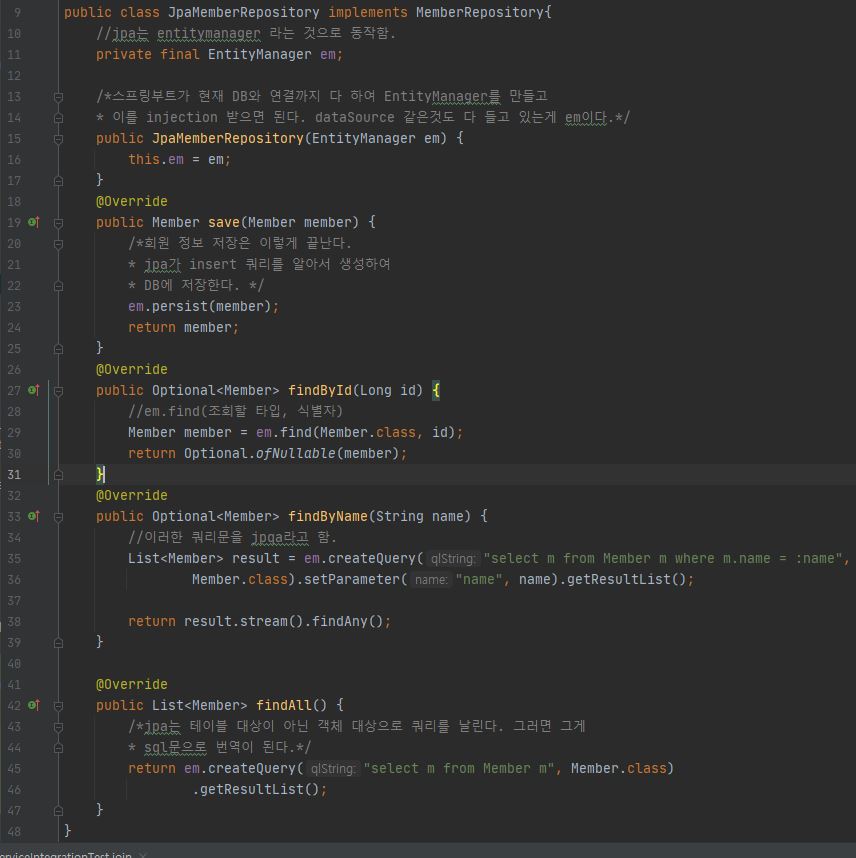 9 public class JpaMemberRepository implements MemberRepository{
10 //jpa는 entitymanager 라는 것으로 동작함.
11 private final EntityManager em;
12
13 /*스프링부트가 현재 DB와 연결까지 다 하여 EntityManager를 만들고
14 * 이를 injection 받으면 된다. dataSource 같은것도 다 들고 있는게 em이다.*/
15 public JpaMemberRepository(EntityManager em) {
16 this.em = em;
17 }
18 @Override
19 public Member save(Member member) {
20 /*회원 정보 저장은 이렇게 끝난다.
21 * jpa가 insert 쿼리를 알아서 생성하여
22 * DB에 저장한다. */
23 em.persist(member);
24 return member;
25 }
26 @Override
27 public Optional<Member> findById(Long id) {
28 //em.find(조회할 타입, 식별자)
29 Member member = em.find(Member.class, id);
30 return Optional.ofNullable(member);
31 }
32 @Override
33 public Optional<Member> findByName(String name) {
34 //이러한 쿼리문을 jpqa라고 함.
35 List<Member> result = em.createQuery( qlString: "select m from Member m where m.name = :name",
36 Member.class).setParameter( name: "name", name).getResultList();
37
38 return result.stream().findAny();
39 }
40
41 @Override
42 public List<Member> findAll() {
43 /*jpa는 테이블 대상이 아닌 객체 대상으로 쿼리를 날린다. 그러면 그게
44 * sql문으로 번역이 된다.*/
45 return em.createQuery( qlString: "select m from Member m", Member.class)
46 .getResultList();
47 }
48 }